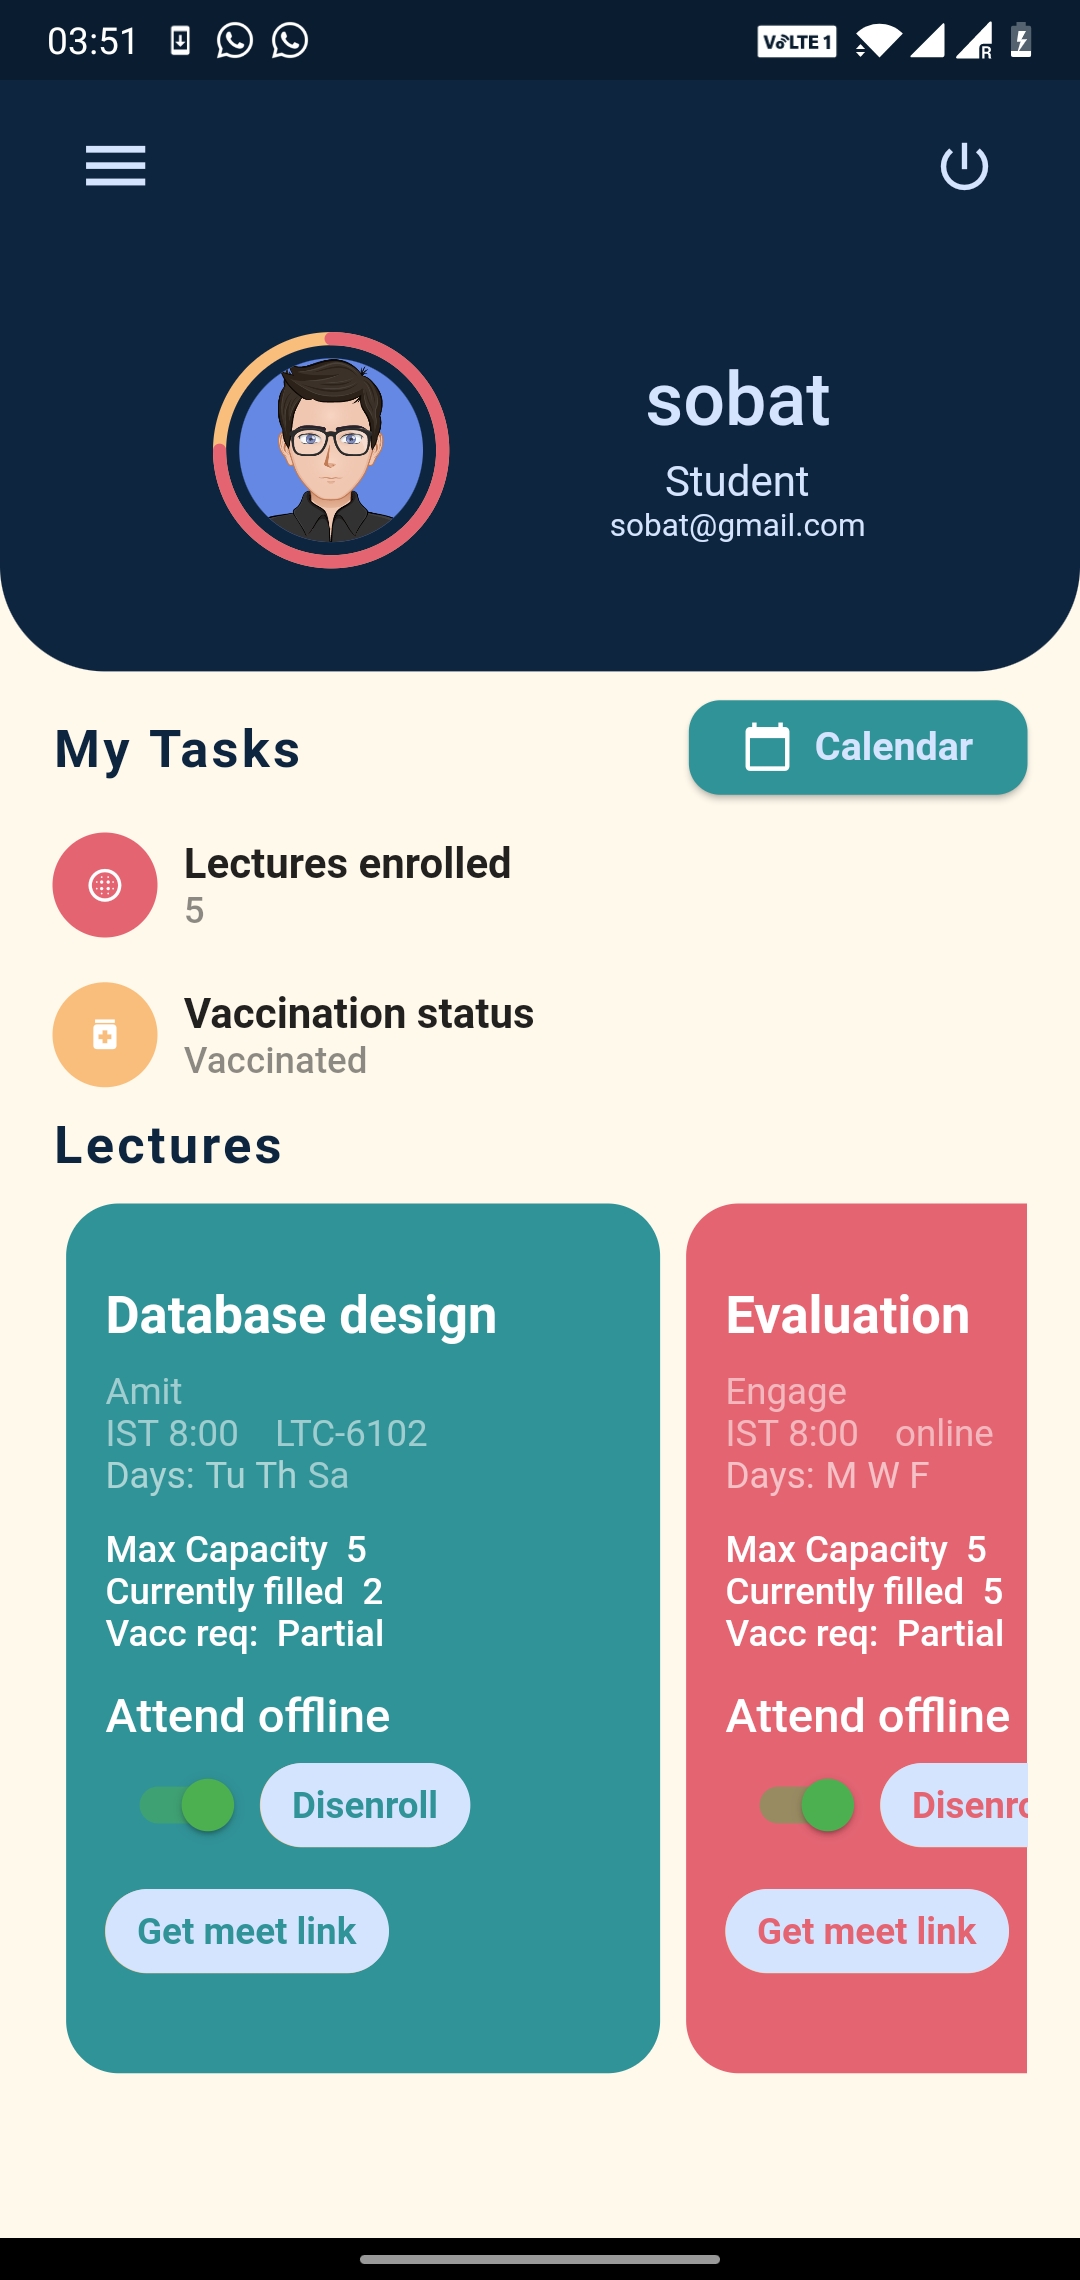 03:51
VoLTE 1
R
sobat
Student
sobat@gmail.com
My Tasks
Calendar
Lectures enrolled
5
Vaccination status
Vaccinated
Lectures
Database design
Amit
IST 8:00 LTC-6102
Days: Tu Th Sa
Max Capacity 5
Currently filled 2
Vacc req: Partial
Attend offline
Disenroll
Get meet link
Evaluation
Engage
IST 8:00 online
Days: M W F
Max Capacity 5
Currently filled 5
Vacc req: Partial
Attend offline
Disenro
Get meet link